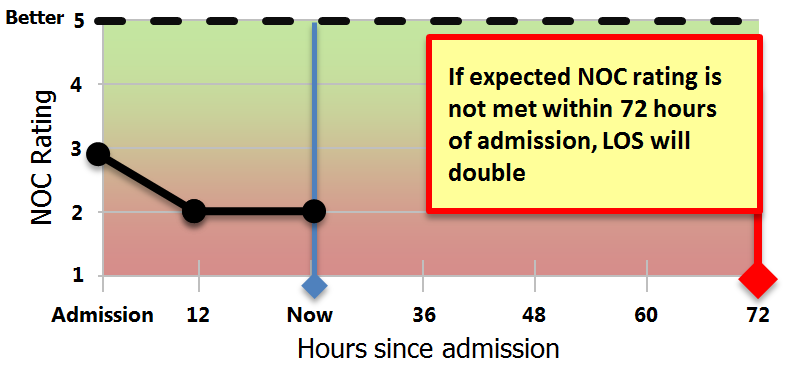 Better 5
4
3
2
1
NOC Rating
If expected NOC rating is
not met within 72 hours
of admission, LOS will
double
Admission 12 Now 36 48 60 72
Hours since admission